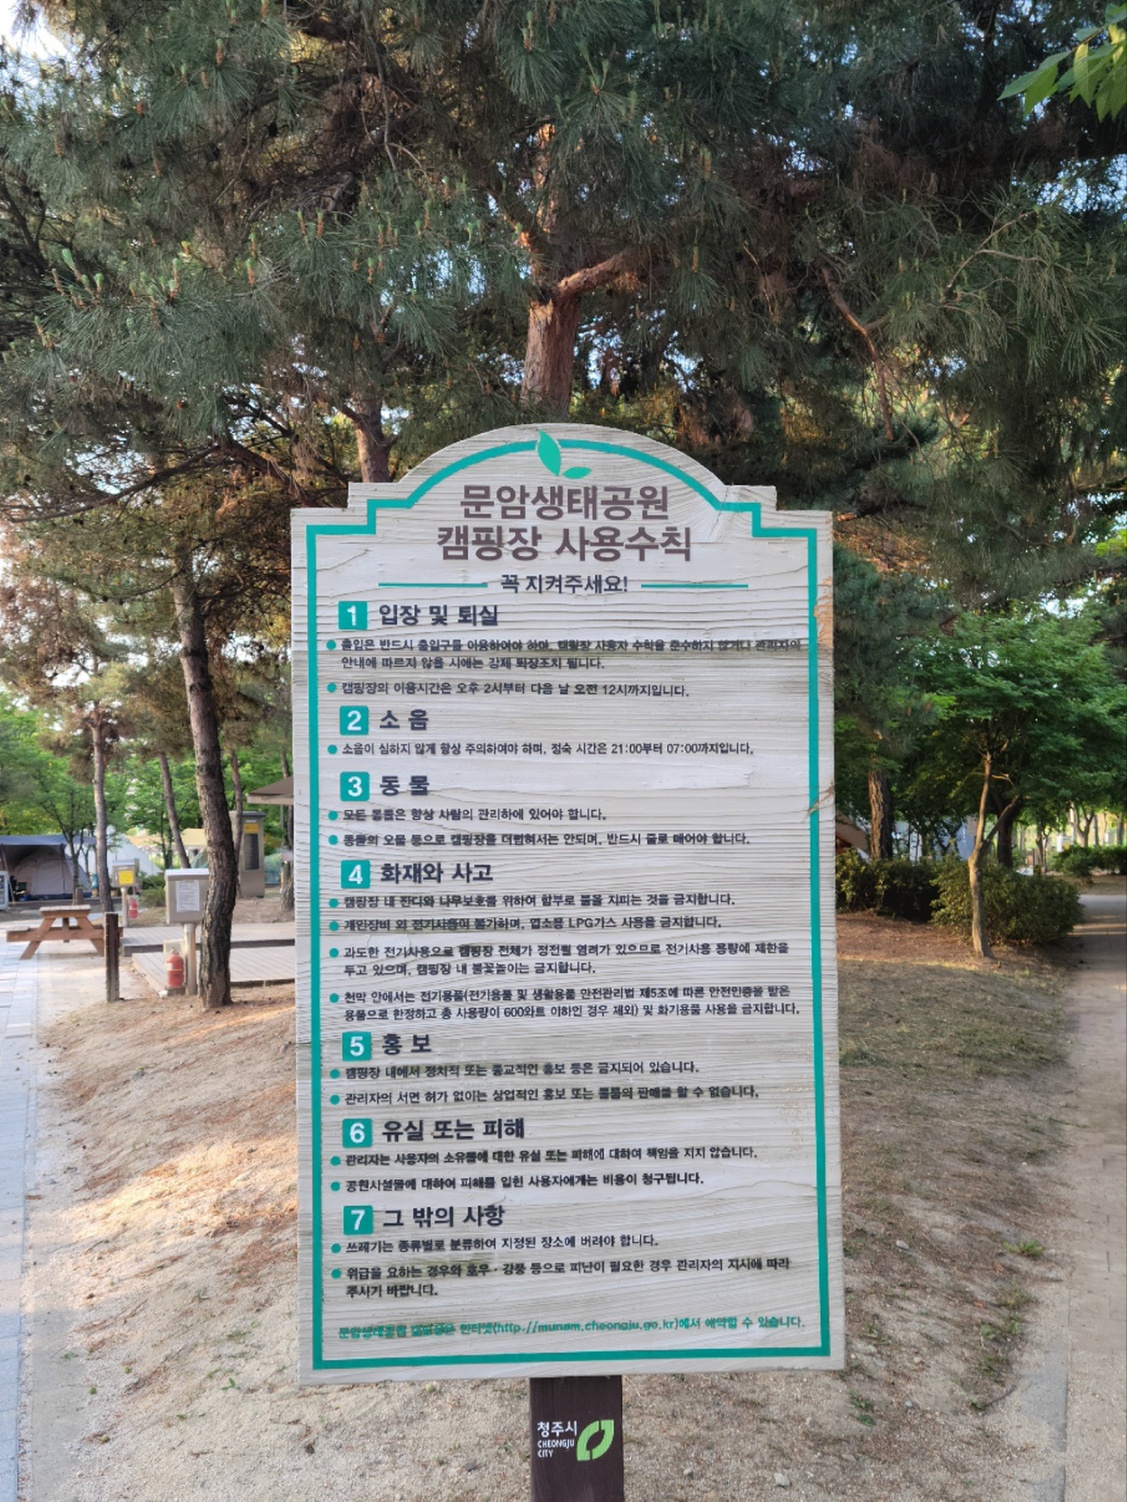 문암생태공원
캠핑장 사용수칙
꼭 지켜주세요!
1 입장 및 퇴실
출입은 반드시 출입구를 이용하여야 하며, 캠핑장 사용자 수칙을 준수하지 않거나 관리자의
안내에 따르지 않을 시에는 강제 퇴장조치 됩니다.
캠핑장의 이용시간은 오후 2시부터 다음 날 오전 12시까지입니다.
2 소 음
소음이 심하지 않게 항상 주의하여야 하며, 정숙 시간은 21:00부터 07:00까지입니다.
3 동 물
모든 동물은 항상 사람의 관리하에 있어야 합니다.
동물의 오물 등으로 캠핑장을 더럽혀서는 안되며, 반드시 줄로 매어야 합니다.
4 화재와 사고
캠핑장 내 잔디와 나무보호를 위하여 함부로 불을 지피는 것을 금지합니다.
개인장비 외 전기사용이 불가하며, 업소용 LPG가스 사용을 금지합니다.
과도한 전기사용으로 캠핑장 전체가 정전될 염려가 있으므로 전기사용 용량에 제한을
두고 있으며, 캠핑장 내 불꽃놀이는 금지합니다.
천막 안에서는 전기용품(전기용품 및 생활용품 안전관리법 제5조에 따른 안전인증을 받은
용품으로 한정하고 총 사용량이 600와트 이하인 경우 제외) 및 화기용품 사용을 금지합니다.
5 홍 보
캠핑장 내에서 정치적 또는 종교적인 홍보 등은 금지되어 있습니다.
관리자의 서면 허가 없이는 상업적인 홍보 또는 물품의 판매를 할 수 없습니다.
6 유실 또는 피해
관리자는 사용자의 소유물에 대한 유실 또는 피해에 대하여 책임을 지지 않습니다.
공원시설물에 대하여 피해를 입힌 사용자에게는 비용이 청구됩니다.
7 그 밖의 사항
쓰레기는 종류별로 분류하여 지정된 장소에 버려야 합니다.
위급을 요하는 경우와 호우·강풍 등으로 피난이 필요한 경우 관리자의 지시에 따라
주시기 바랍니다.
문암생태공원 캠핑장은 인터넷(http://munam.cheongju.go.kr)에서 예약할 수 있습니다.
청주시
CHEONGJU
CITY